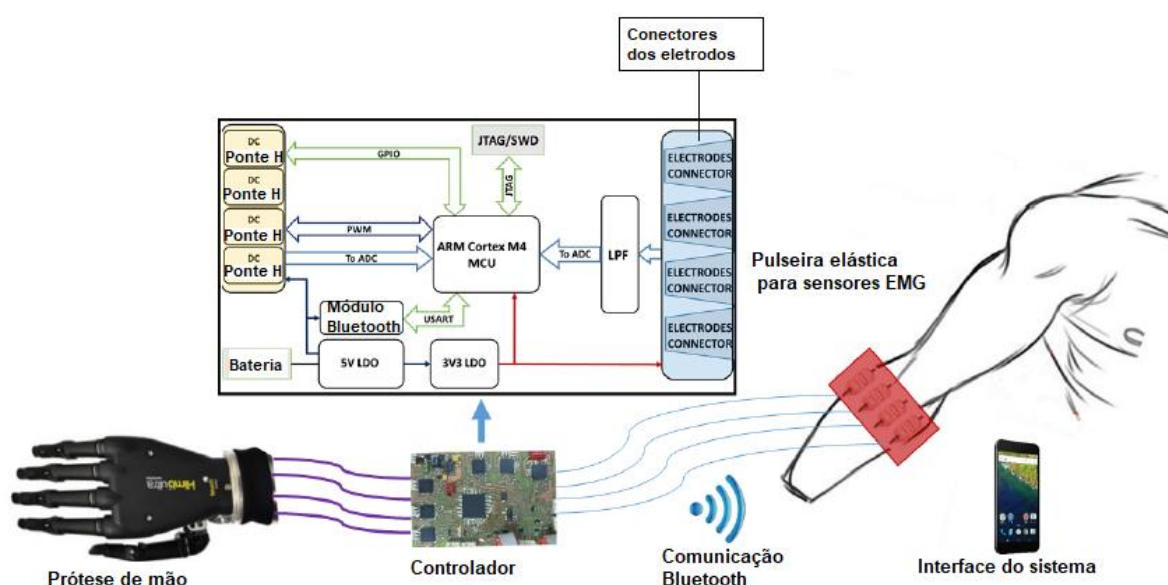 Conectores
dos eletrodos
DC
Ponte H
DC
Ponte H
DC
Ponte H
DC
Ponte H
GPIO
JTAG/SWD
JTAG
PWM
To ADC
ARM Cortex M4
MCU
To ADC
LPF
ELECTRODES
CONNECTOR
ELECTRODES
CONNECTOR
ELECTRODES
CONNECTOR
ELECTRODES
CONNECTOR
Módulo
Bluetooth
USART
Bateria
5V LDO
3V3 LDO
Pulseira elástica
para sensores EMG
Prótese de mão
Controlador
Comunicação
Bluetooth
Interface do sistema